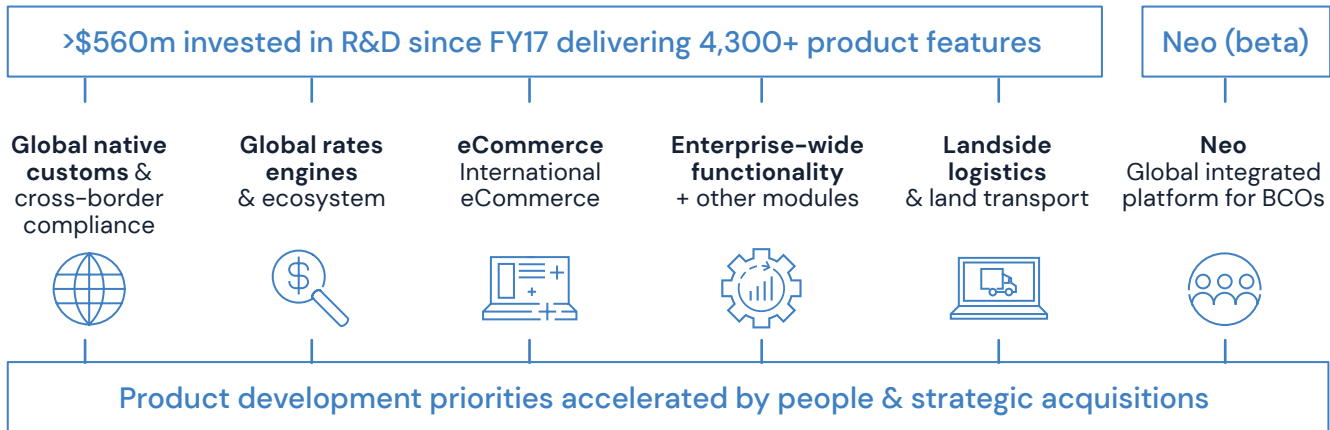 >$560m invested in R&D since FY17 delivering 4,300+ product features
Neo (beta)
Global native
customs &
cross-border
compliance
Global rates
engines
& ecosystem
eCommerce
International
eCommerce
Enterprise-wide
functionality
+ other modules
Landside
logistics
& land transport
Neo
Global integrated
platform for BCOs
$
Product development priorities accelerated by people & strategic acquisitions